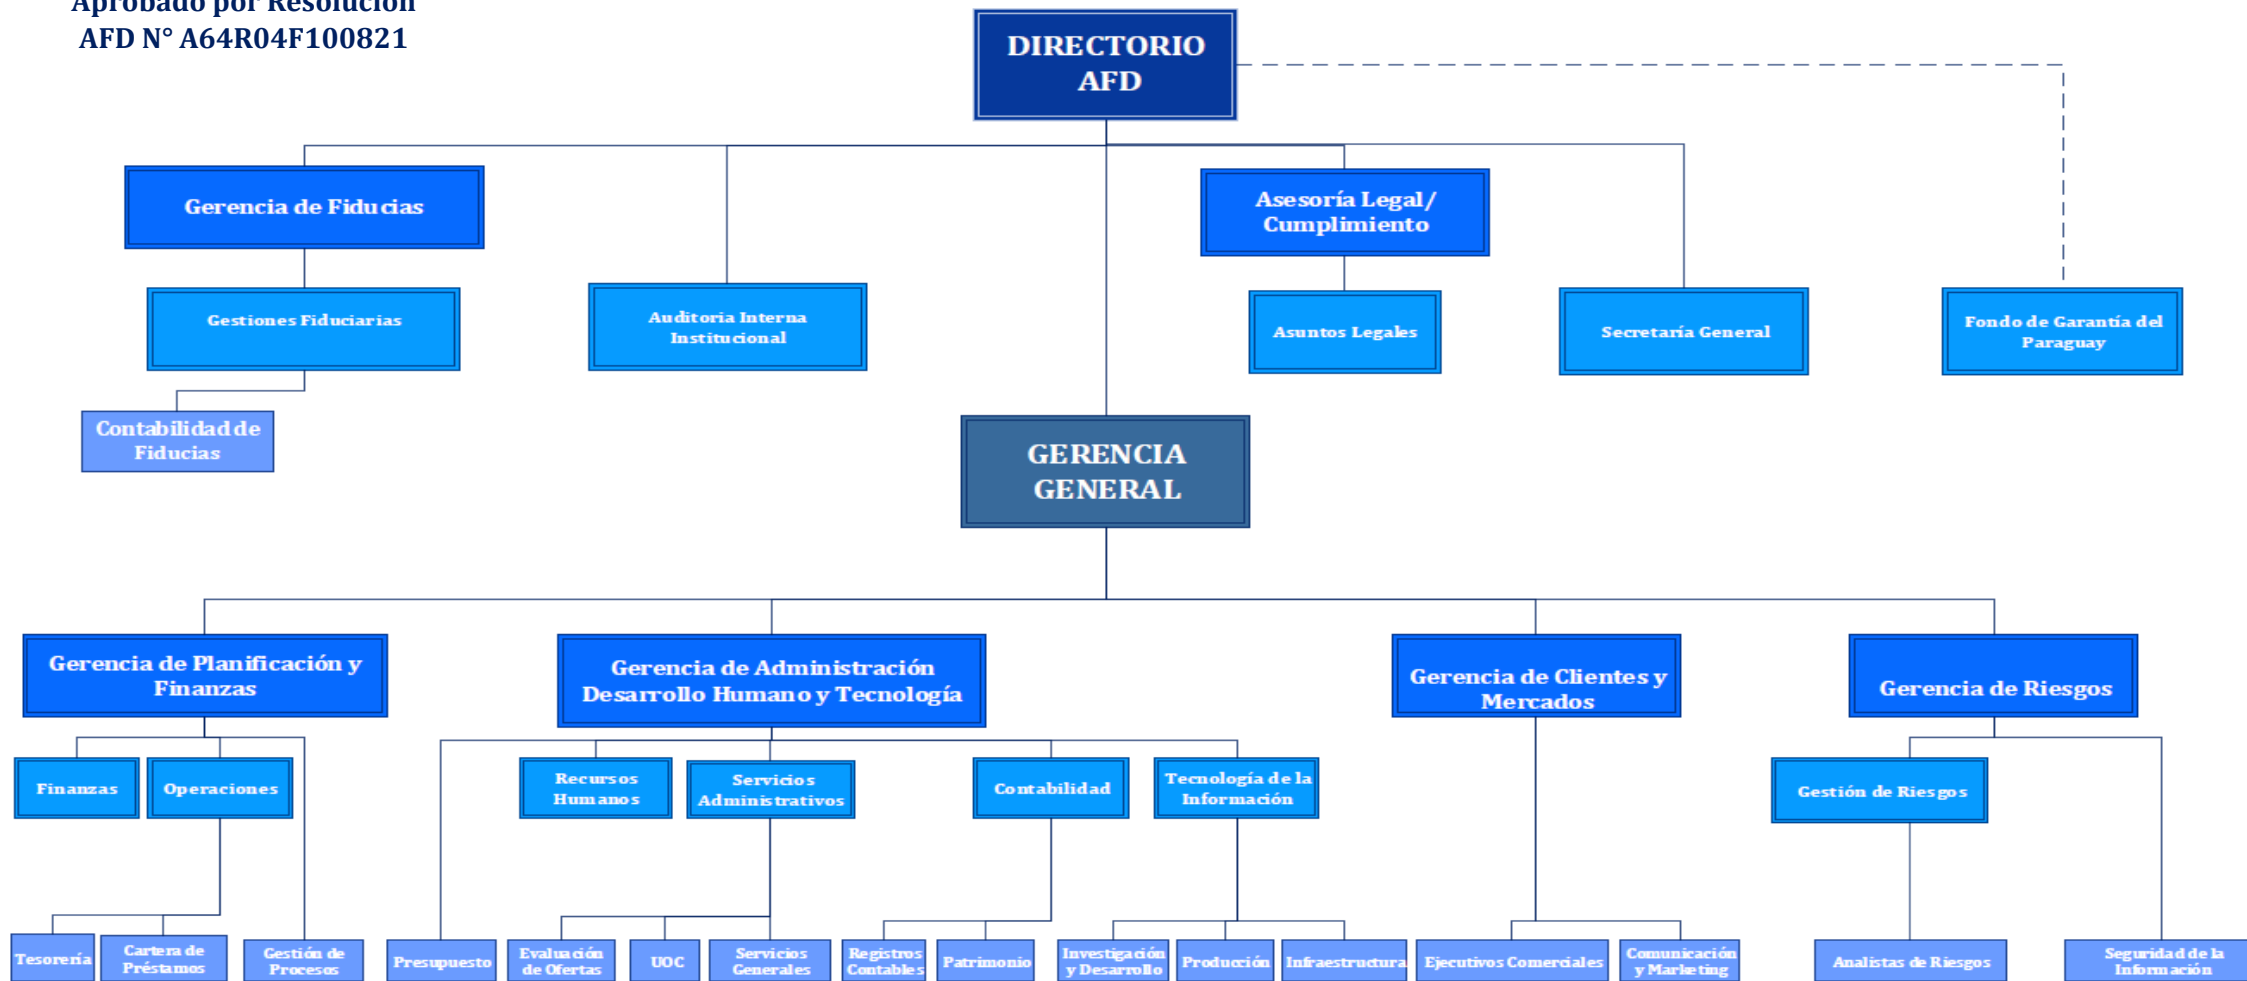 Aprobado por Resolución
AFD N° A64R04F100821
DIRECTORIO
AFD
Gerencia de Fiducias
Asesoría Legal/
Cumplimiento
Gestiones Fiduciarias
Auditoria Interna
Institucional
Asuntos Legales
Secretaría General
Fondo de Garantía del
Paraguay
Contabilidad de
Fiducias
GERENCIA
GENERAL
Gerencia de Planificación y
Finanzas
Gerencia de Administración
Desarrollo Humano y Tecnología
Gerencia de Clientes y
Mercados
Gerencia de Riesgos
Finanzas
Operaciones
Recursos
Humanos
Servicios
Administrativos
Contabilidad
Tecnología de la
Información
Gestión de Riesgos
Tesorería
Cartera de
Préstamos
Gestión de
Procesos
Presupuesto
Evaluación
de Ofertas
UOC
Servicios
Generales
Registros
Contables
Patrimonio
Investigación
y Desarrollo
Producción
Infraestructura
Ejecutivos Comerciales
Comunicación
y Marketing
Analistas de Riesgos
Seguridad de la
Información